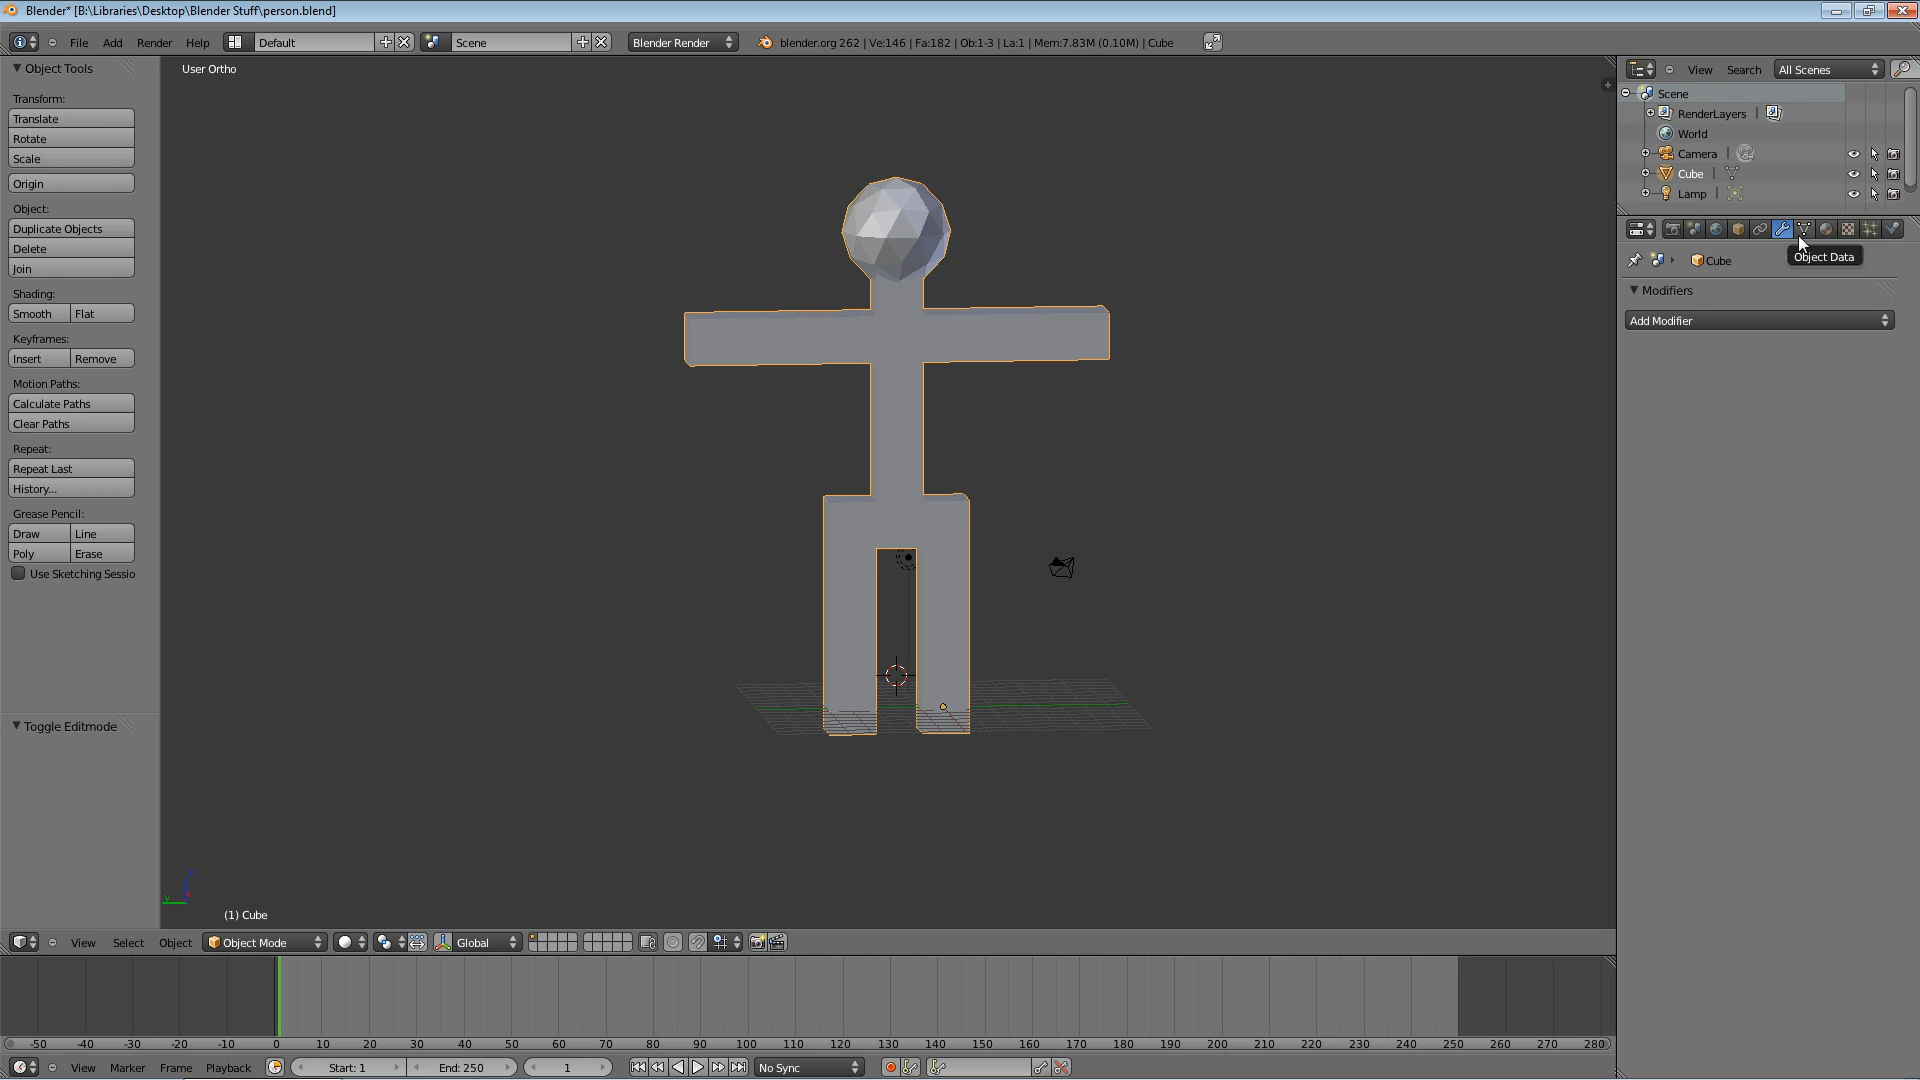 Blender* [B:\Libraries\Desktop\Blender Stuff\person.blend]
File Add Render Help Default Scene Blender Render blender.org 262 | Ve:146 | Fa:182 | Ob:1-3 | La:1 | Mem:7.83M (0.10M) | Cube
Object Tools
Transform:
Translate
Rotate
Scale
Origin
Object:
Duplicate Objects
Delete
Join
Shading:
Smooth Flat
Keyframes:
Insert Remove
Motion Paths:
Calculate Paths
Clear Paths
Repeat:
Repeat Last
History...
Grease Pencil:
Draw Line
Poly Erase
Use Sketching Sessio
Toggle Editmode
User Ortho
(1) Cube
View Search All Scenes
Scene
RenderLayers
World
Camera
Cube
Lamp
Cube
Object Data
Modifiers
Add Modifier
View Select Object Object Mode Global
-50 -40 -30 -20 -10 0 10 20 30 40 50 60 70 80 90 100 110 120 130 140 150 160 170 180 190 200 210 220 230 240 250 260 270 280
View Marker Frame Playback Start: 1 End: 250 1 No Sync